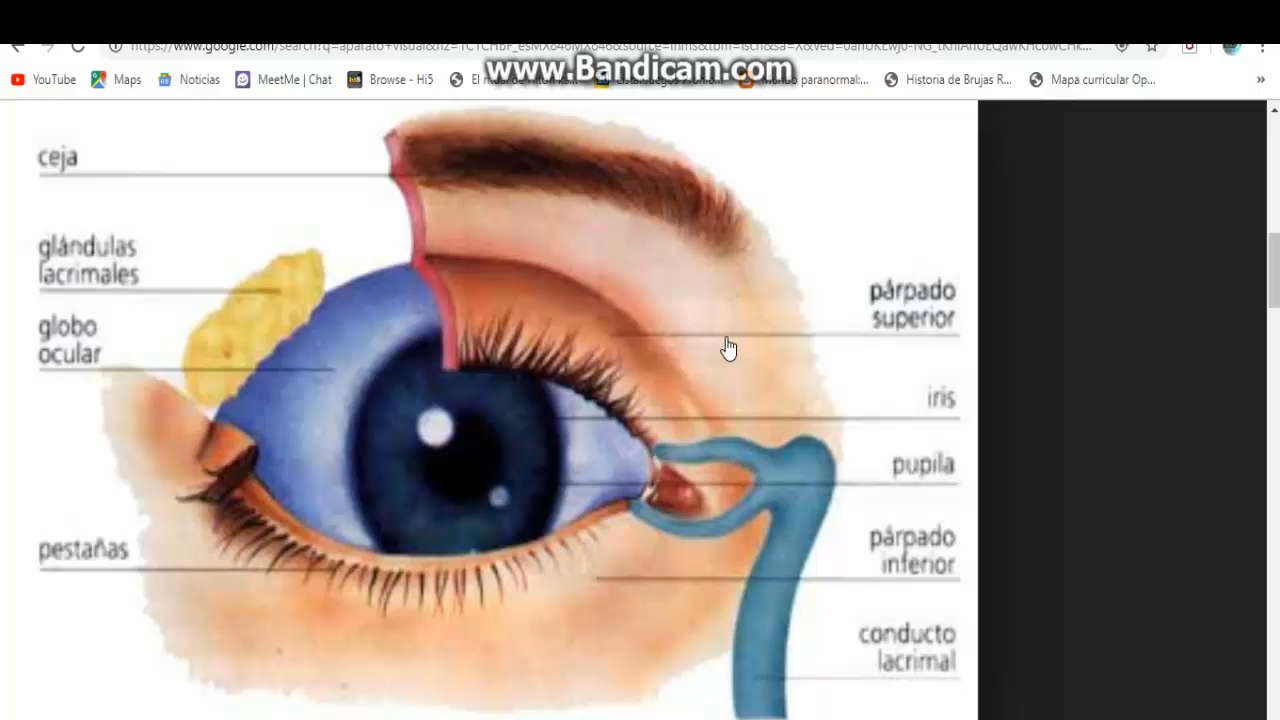 www.Bandicam.com
YouTube
Maps
Noticias
MeetMe | Chat
Browse - Hi5
Historia de Brujas R...
Mapa curricular Op...
»
ceja
glándulas
lacrimales
globo
ocular
pestañas
párpado
superior
iris
pupila
párpado
inferior
conducto
lacrimal